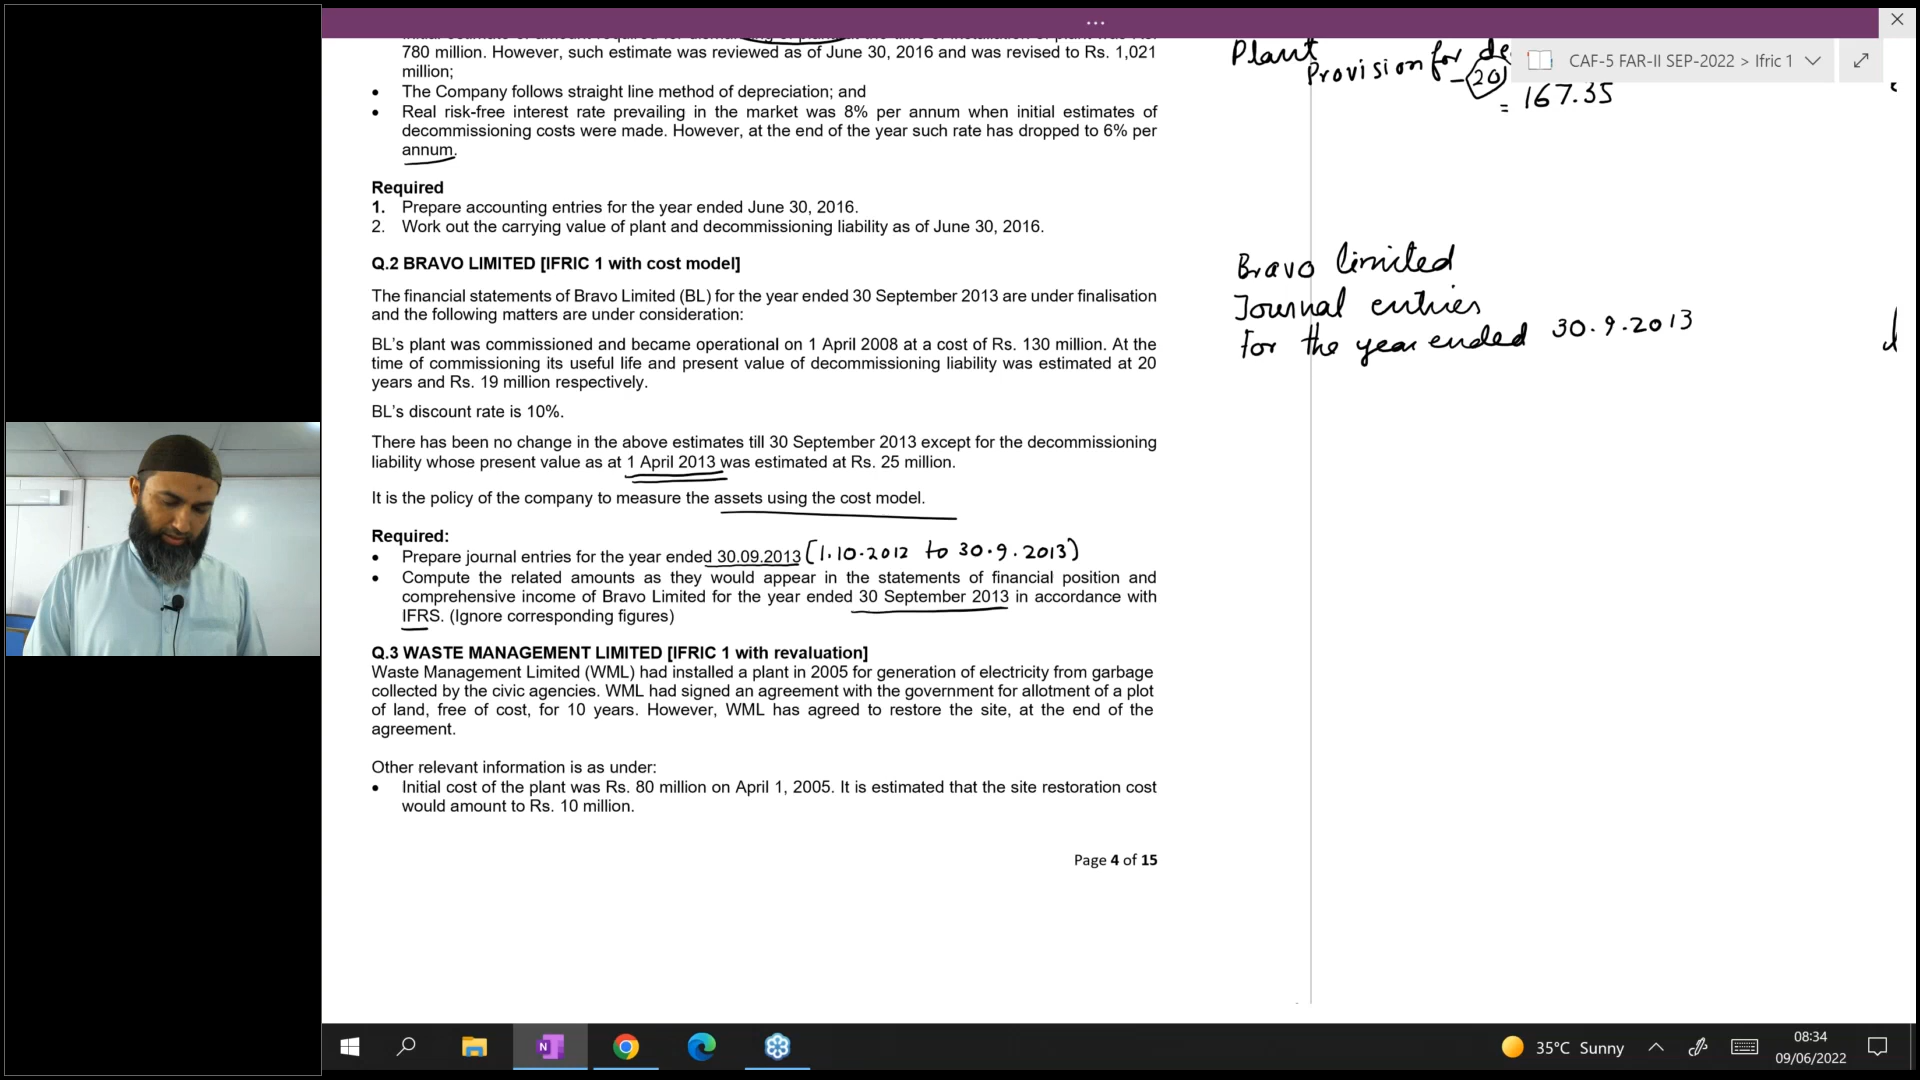 780 million. However, such estimate was reviewed as of June 30, 2016 and was revised to Rs. 1,021
million;
• The Company follows straight line method of depreciation; and
• Real risk-free interest rate prevailing in the market was 8% per annum when initial estimates of
decommissioning costs were made. However, at the end of the year such rate has dropped to 6% per
annum.
Required
1. Prepare accounting entries for the year ended June 30, 2016.
2. Work out the carrying value of plant and decommissioning liability as of June 30, 2016.
Q.2 BRAVO LIMITED [IFRIC 1 with cost model]
The financial statements of Bravo Limited (BL) for the year ended 30 September 2013 are under finalisation
and the following matters are under consideration:
BL's plant was commissioned and became operational on 1 April 2008 at a cost of Rs. 130 million. At the
time of commissioning its useful life and present value of decommissioning liability was estimated at 20
years and Rs. 19 million respectively.
BL's discount rate is 10%.
There has been no change in the above estimates till 30 September 2013 except for the decommissioning
liability whose present value as at 1 April 2013 was estimated at Rs. 25 million.
It is the policy of the company to measure the assets using the cost model.
Required:
• Prepare journal entries for the year ended 30.09.2013 (1.10.2012 to 30.9.2013)
• Compute the related amounts as they would appear in the statements of financial position and
comprehensive income of Bravo Limited for the year ended 30 September 2013 in accordance with
IFRS. (Ignore corresponding figures)
Q.3 WASTE MANAGEMENT LIMITED [IFRIC 1 with revaluation]
Waste Management Limited (WML) had installed a plant in 2005 for generation of electricity from garbage
collected by the civic agencies. WML had signed an agreement with the government for allotment of a plot
of land, free of cost, for 10 years. However, WML has agreed to restore the site, at the end of the
agreement.
Other relevant information is as under:
• Initial cost of the plant was Rs. 80 million on April 1, 2005. It is estimated that the site restoration cost
would amount to Rs. 10 million.
Page 4 of 15
Plant
Provision for de
= 167.35
CAF-5 FAR-II SEP-2022 > Ifric 1
Bravo limited
Journal entries
For the year ended 30.9.2013
35°C Sunny
08:34
09/06/2022